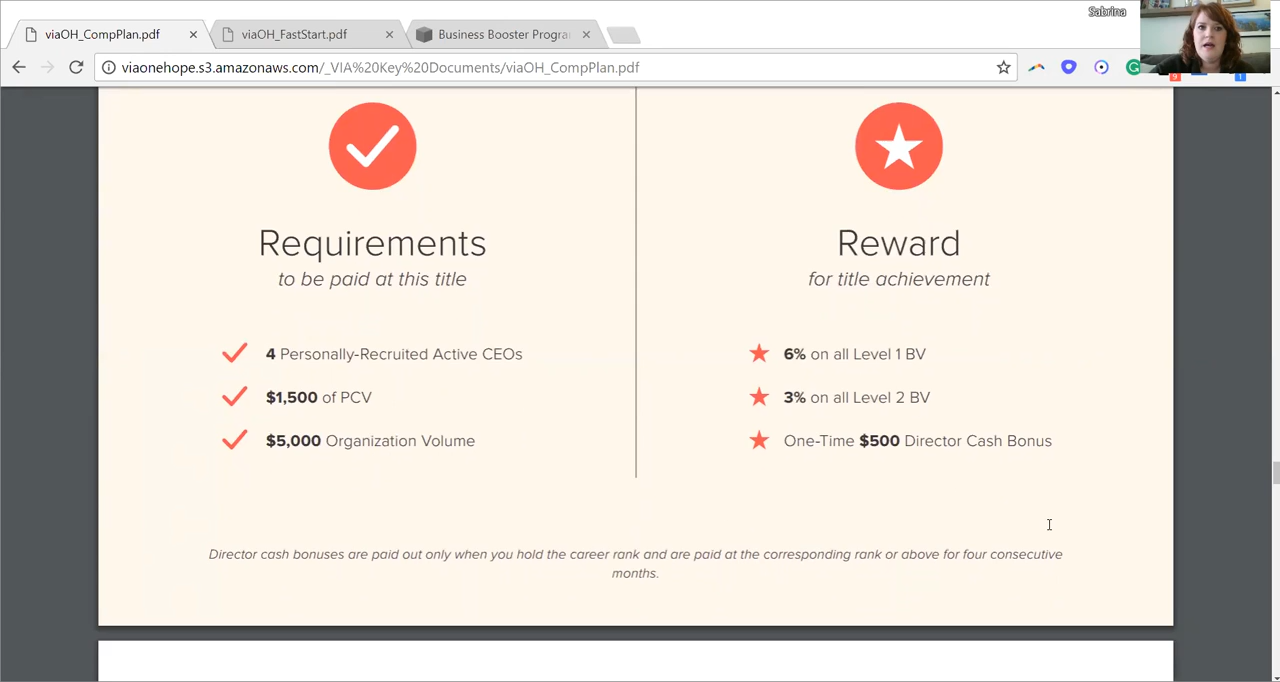 Sabrina
viaOH_CompPlan.pdf
viaOH_FastStart.pdf
Business Booster Progra
viaonehope.s3.amazonaws.com/_VIA%20Key%20Documents/viaOH_CompPlan.pdf
Requirements
to be paid at this title
4 Personally-Recruited Active CEOs
$1,500 of PCV
$5,000 Organization Volume
Reward
for title achievement
6% on all Level 1 BV
3% on all Level 2 BV
One-Time $500 Director Cash Bonus
Director cash bonuses are paid out only when you hold the career rank and are paid at the corresponding rank or above for four consecutive
months.